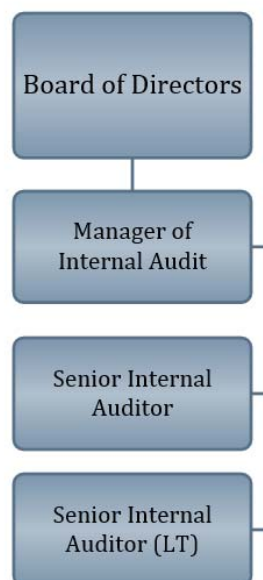 Board of Directors
Manager of
Internal Audit
Senior Internal
Auditor
Senior Internal
Auditor (LT)